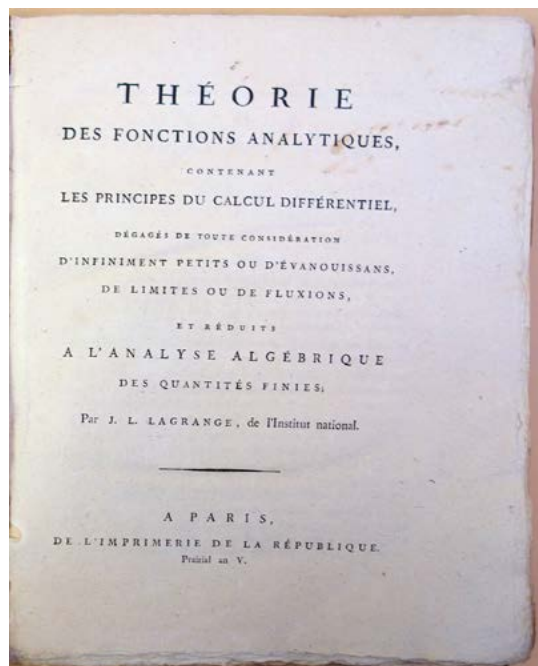 THÉORIE
DES FONCTIONS ANALYTIQUES,
CONTENANT
LES PRINCIPES DU CALCUL DIFFÉRENTIEL,
DÉGAGÉS DE TOUTE CONSIDÉRATION
D'INFINIMENT PETITS OU D'ÉVANOUISSANS,
DE LIMITES OU DE FLUXIONS,
ET RÉDUITS
A L'ANALYSE ALGÉBRIQUE
DES QUANTITÉS FINIES;
Par J. L. LAGRANGE, de l'Institut national.
A PARIS,
DE L'IMPRIMERIE DE LA RÉPUBLIQUE.
Prairial an V.